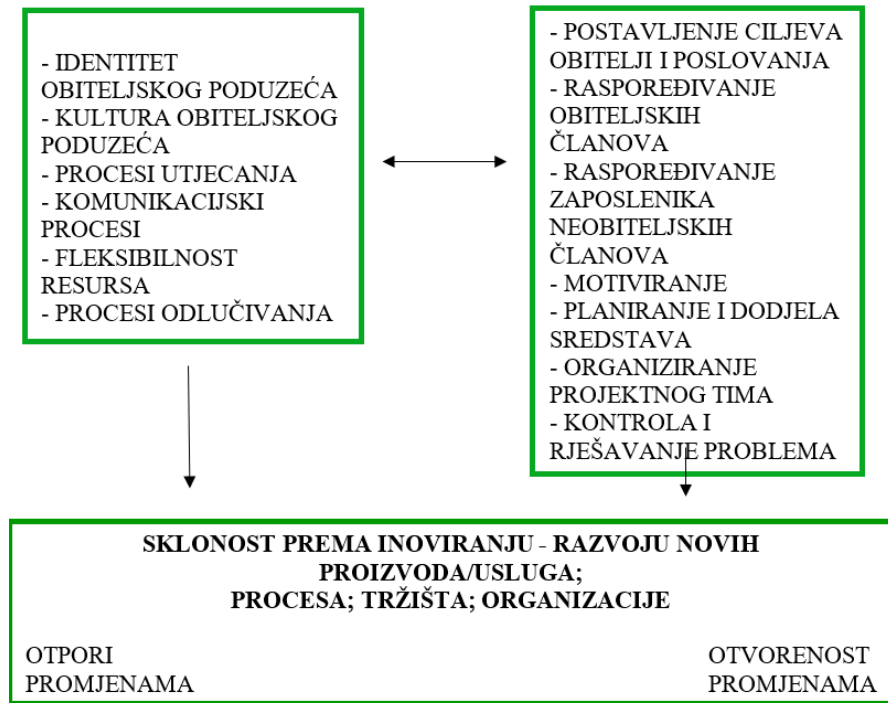 - IDENTITET
OBITELJSKOG PODUZEĆA
- KULTURA OBITELJSKOG
PODUZEĆA
- PROCESI UTJECANJA
- KOMUNIKACIJSKI
PROCESI
- FLEKSIBILNOST
RESURSA
- PROCESI ODLUČIVANJA
- POSTAVLJENJE CILJEVA
OBITELJI I POSLOVANJA
- RASPOREĐIVANJE
OBITELJSKIH
ČLANOVA
- RASPOREĐIVANJE
ZAPOSLENIKA
NEOBITELJSKIH
ČLANOVA
- MOTIVIRANJE
- PLANIRANJE I DODJELA
SREDSTAVA
- ORGANIZIRANJE
PROJEKTNOG TIMA
- KONTROLA I
RJEŠAVANJE PROBLEMA
SKLONOST PREMA INOVIRANJU - RAZVOJU NOVIH
PROIZVODA/USLUGA;
PROCESA; TRŽIŠTA; ORGANIZACIJE
OTPORI
PROMJENAMA
OTVORENOST
PROMJENAMA